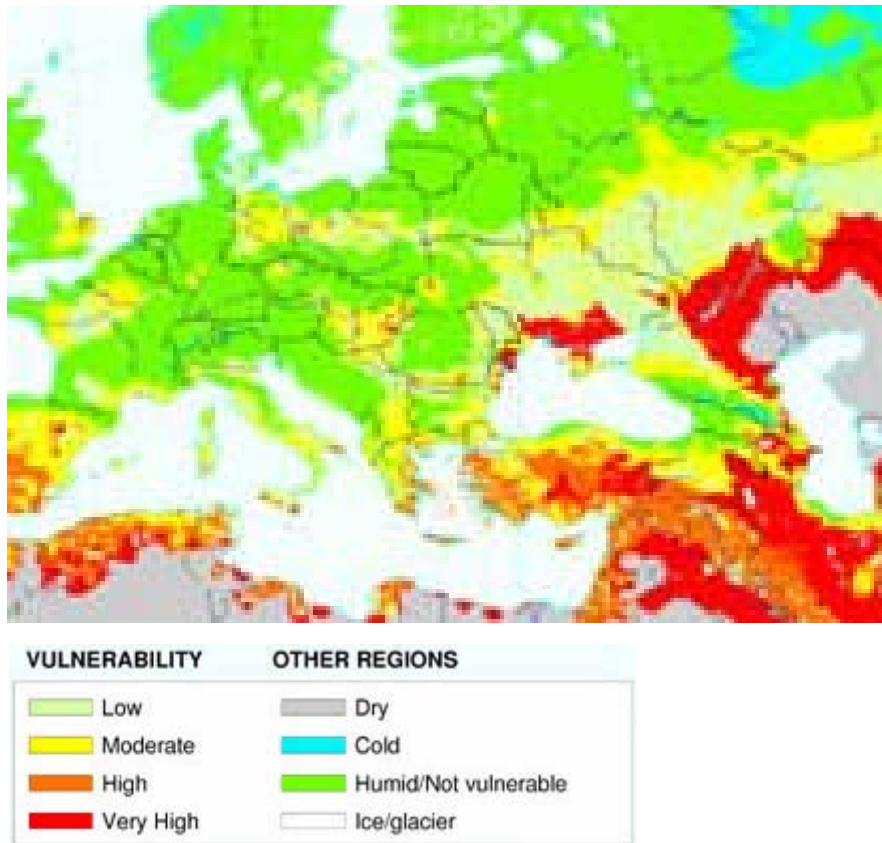 VULNERABILITY OTHER REGIONS
Low Dry
Moderate Cold
High Humid/Not vulnerable
Very High Ice/glacier